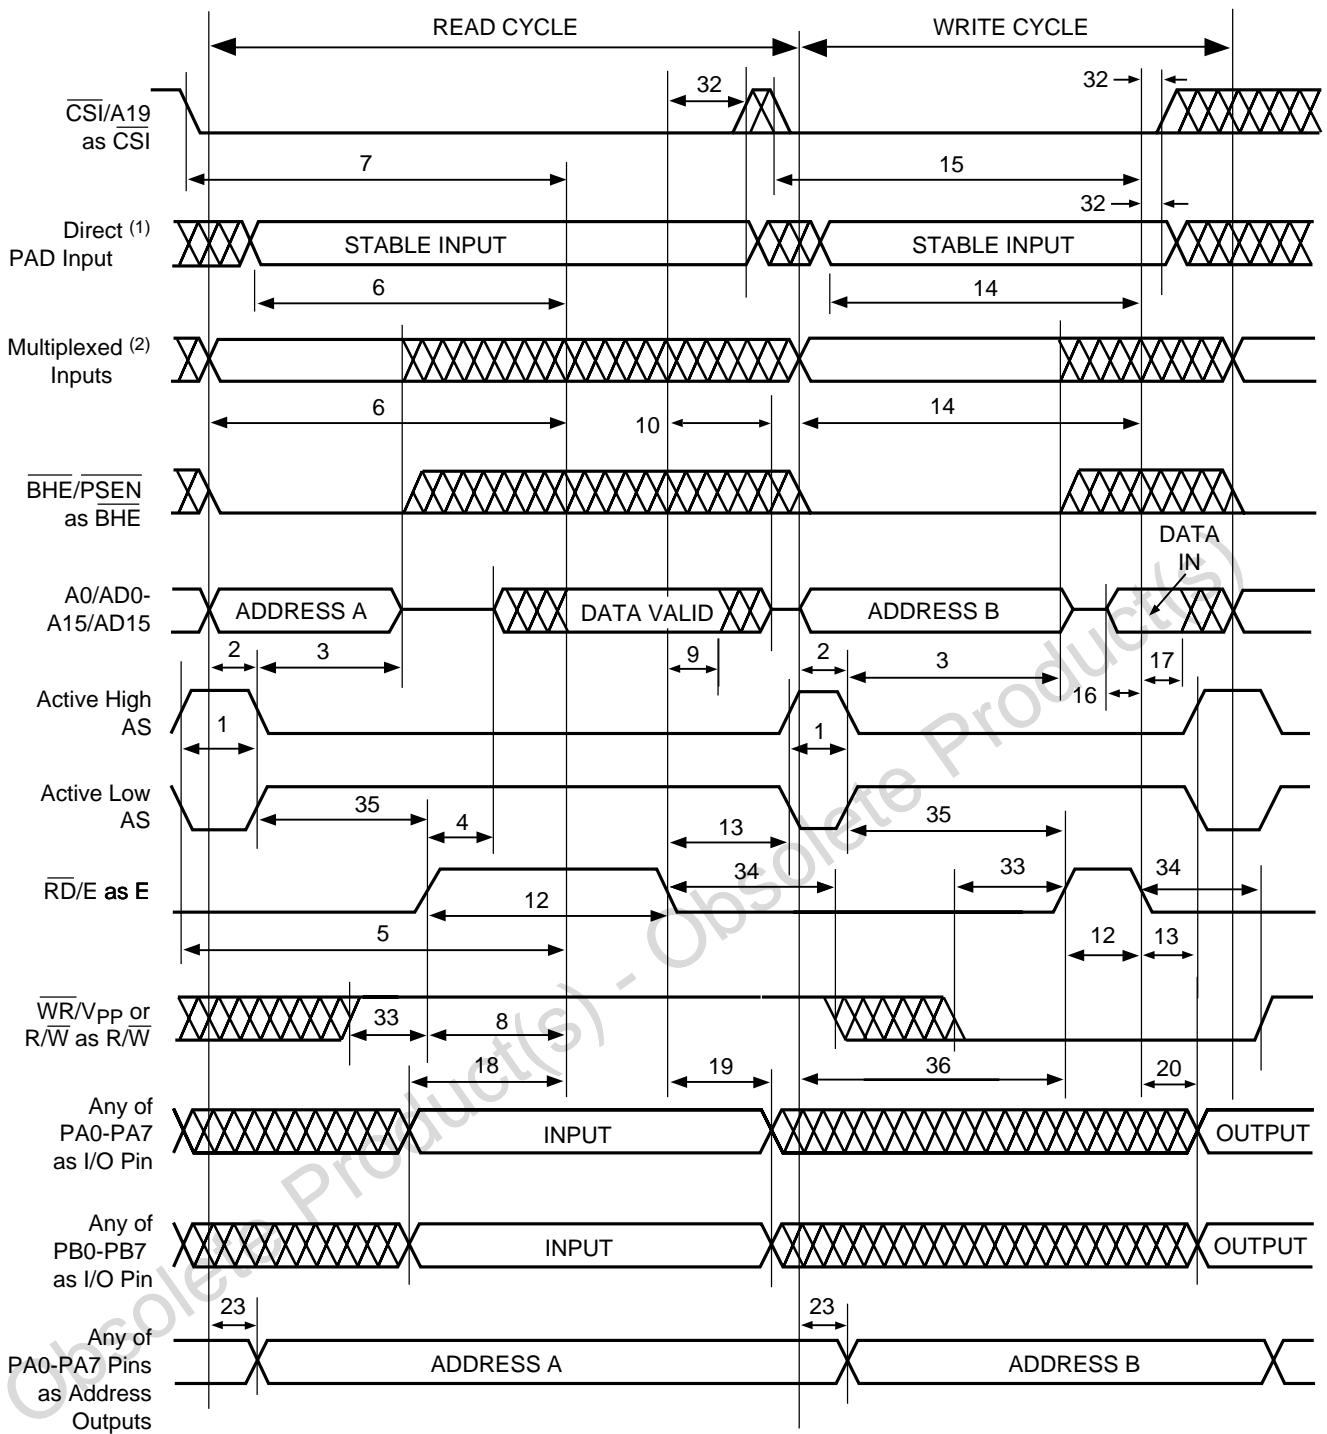 READ CYCLE
WRITE CYCLE
32
32
CSI/A19
as CSI
7
15
32
Direct (1)
PAD Input
STABLE INPUT
STABLE INPUT
6
14
Multiplexed (2)
Inputs
6
10
14
BHE/PSEN
as BHE
DATA
IN
A0/AD0-
A15/AD15
ADDRESS A
DATA VALID
ADDRESS B
2
3
9
2
3
17
16
Active High
AS
1
1
Active Low
AS
35
4
13
35
34
33
34
RD/E as E
12
5
12
13
WR/VPP or
R/W as R/W
33
8
18
19
36
20
Any of
PA0-PA7
as I/O Pin
INPUT
OUTPUT
Any of
PB0-PB7
as I/O Pin
INPUT
OUTPUT
23
23
Any of
PA0-PA7 Pins
as Address
Outputs
ADDRESS A
ADDRESS B
Obsolete Product(s) - Obsolete Product(s)